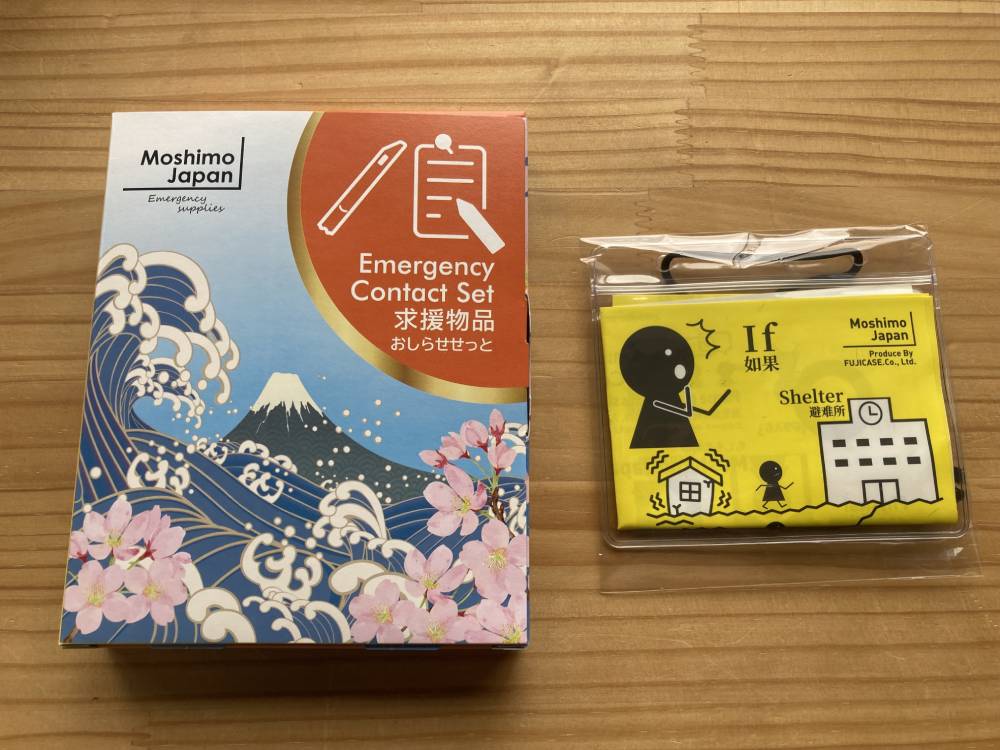 Moshimo
Japan
Emergency
supplies
Emergency
Contact Set
求援物品
おしらせせっと
If
如果
Moshimo
Japan
Produce By
FUJICASE.Co., Ltd.
Shelter
避難所